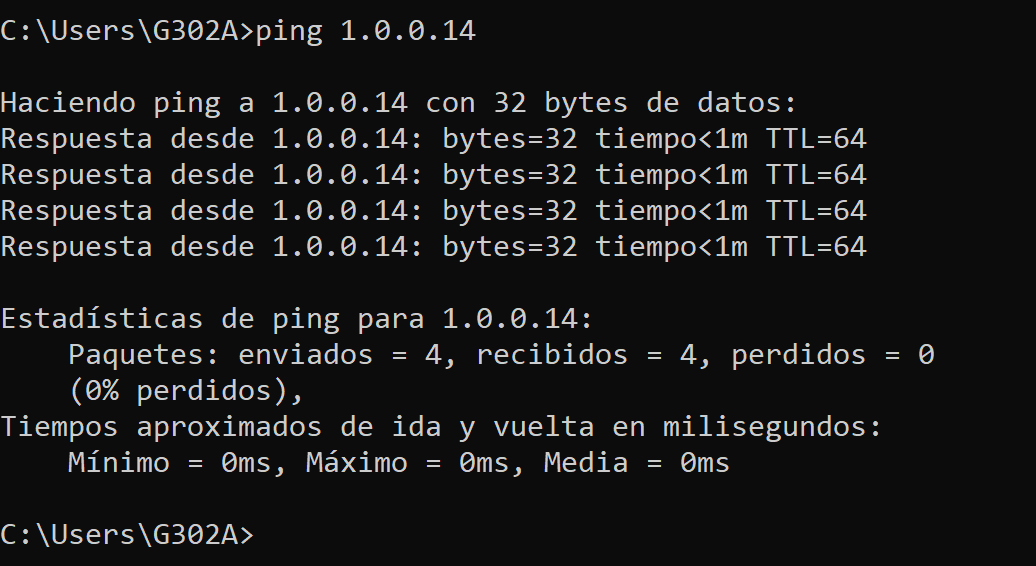 C:\Users\G302A>ping 1.0.0.14
Haciendo ping a 1.0.0.14 con 32 bytes de datos:
Respuesta desde 1.0.0.14: bytes=32 tiempo<1m TTL=64
Respuesta desde 1.0.0.14: bytes=32 tiempo<1m TTL=64
Respuesta desde 1.0.0.14: bytes=32 tiempo<1m TTL=64
Respuesta desde 1.0.0.14: bytes=32 tiempo<1m TTL=64
Estadísticas de ping para 1.0.0.14:
Paquetes: enviados = 4, recibidos = 4, perdidos = 0
(0% perdidos),
Tiempos aproximados de ida y vuelta en milisegundos:
Mínimo = 0ms, Máximo = 0ms, Media = 0ms
C:\Users\G302A>